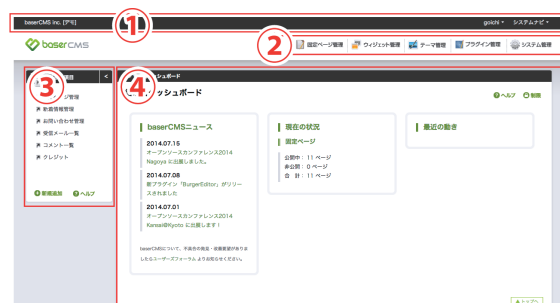 baserCMS inc. [デモ]
①
goichi
システムナビ
basercms
②
固定ページ管理
ウィジェット管理
テーマ管理
プラグイン管理
システム管理
③
項目
<
ージ管理
新着情報管理
お問い合わせ管理
受信メール一覧
コメント一覧
クレジット
新規追加
ヘルプ
④
シュボード
ッシュボード
ヘルプ
制限
baserCMSニュース
2014.07.15
オープンソースカンファレンス2014
Nagoya に出展しました。
2014.07.08
新プラグイン「BurgerEditor」がリリー
スされました
2014.07.01
オープンソースカンファレンス2014
Kansai@Kyoto に出展します!
baserCMSについて、不具合の発見・改善要望がありま
したらユーザーズフォーラム よりお知らせください。
現在の状況
固定ページ
公開中: 11 ページ
非公開: 0 ページ
合 計: 11 ページ
最近の動き
▲トップへ